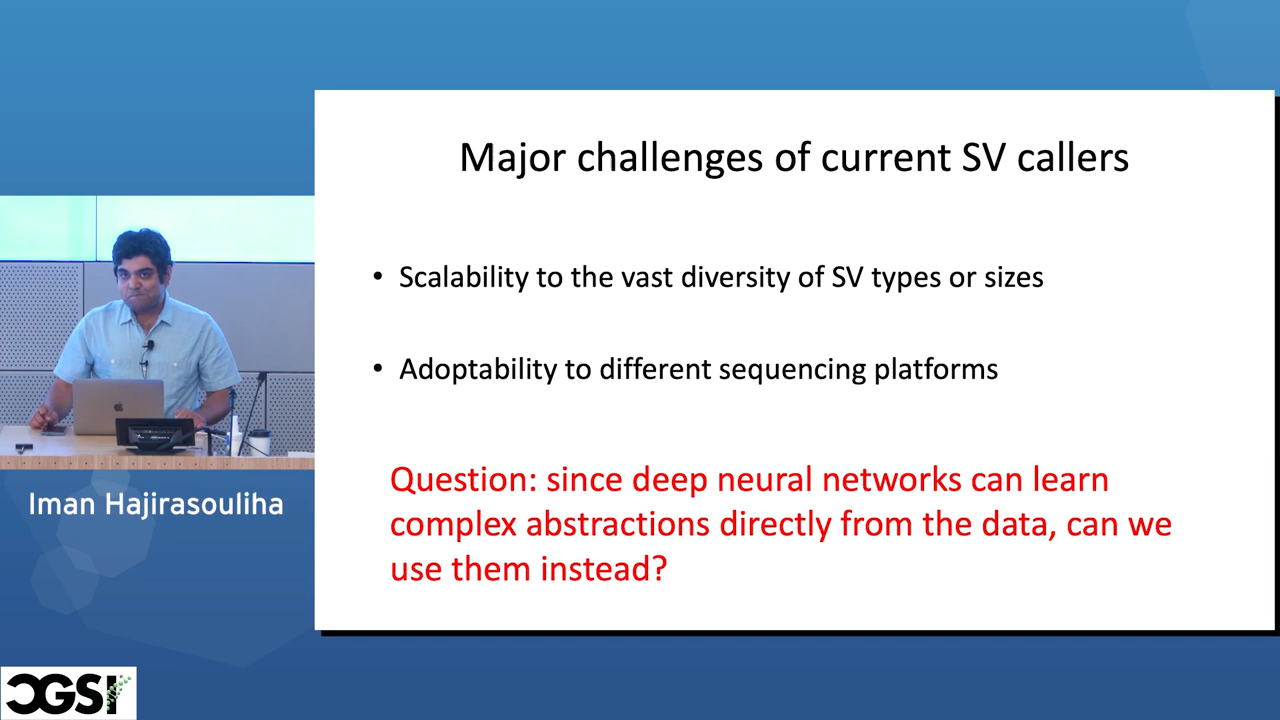 Major challenges of current SV callers
• Scalability to the vast diversity of SV types or sizes
• Adoptability to different sequencing platforms
Question: since deep neural networks can learn
complex abstractions directly from the data, can we
use them instead?
Iman Hajirasouliha
CGSI